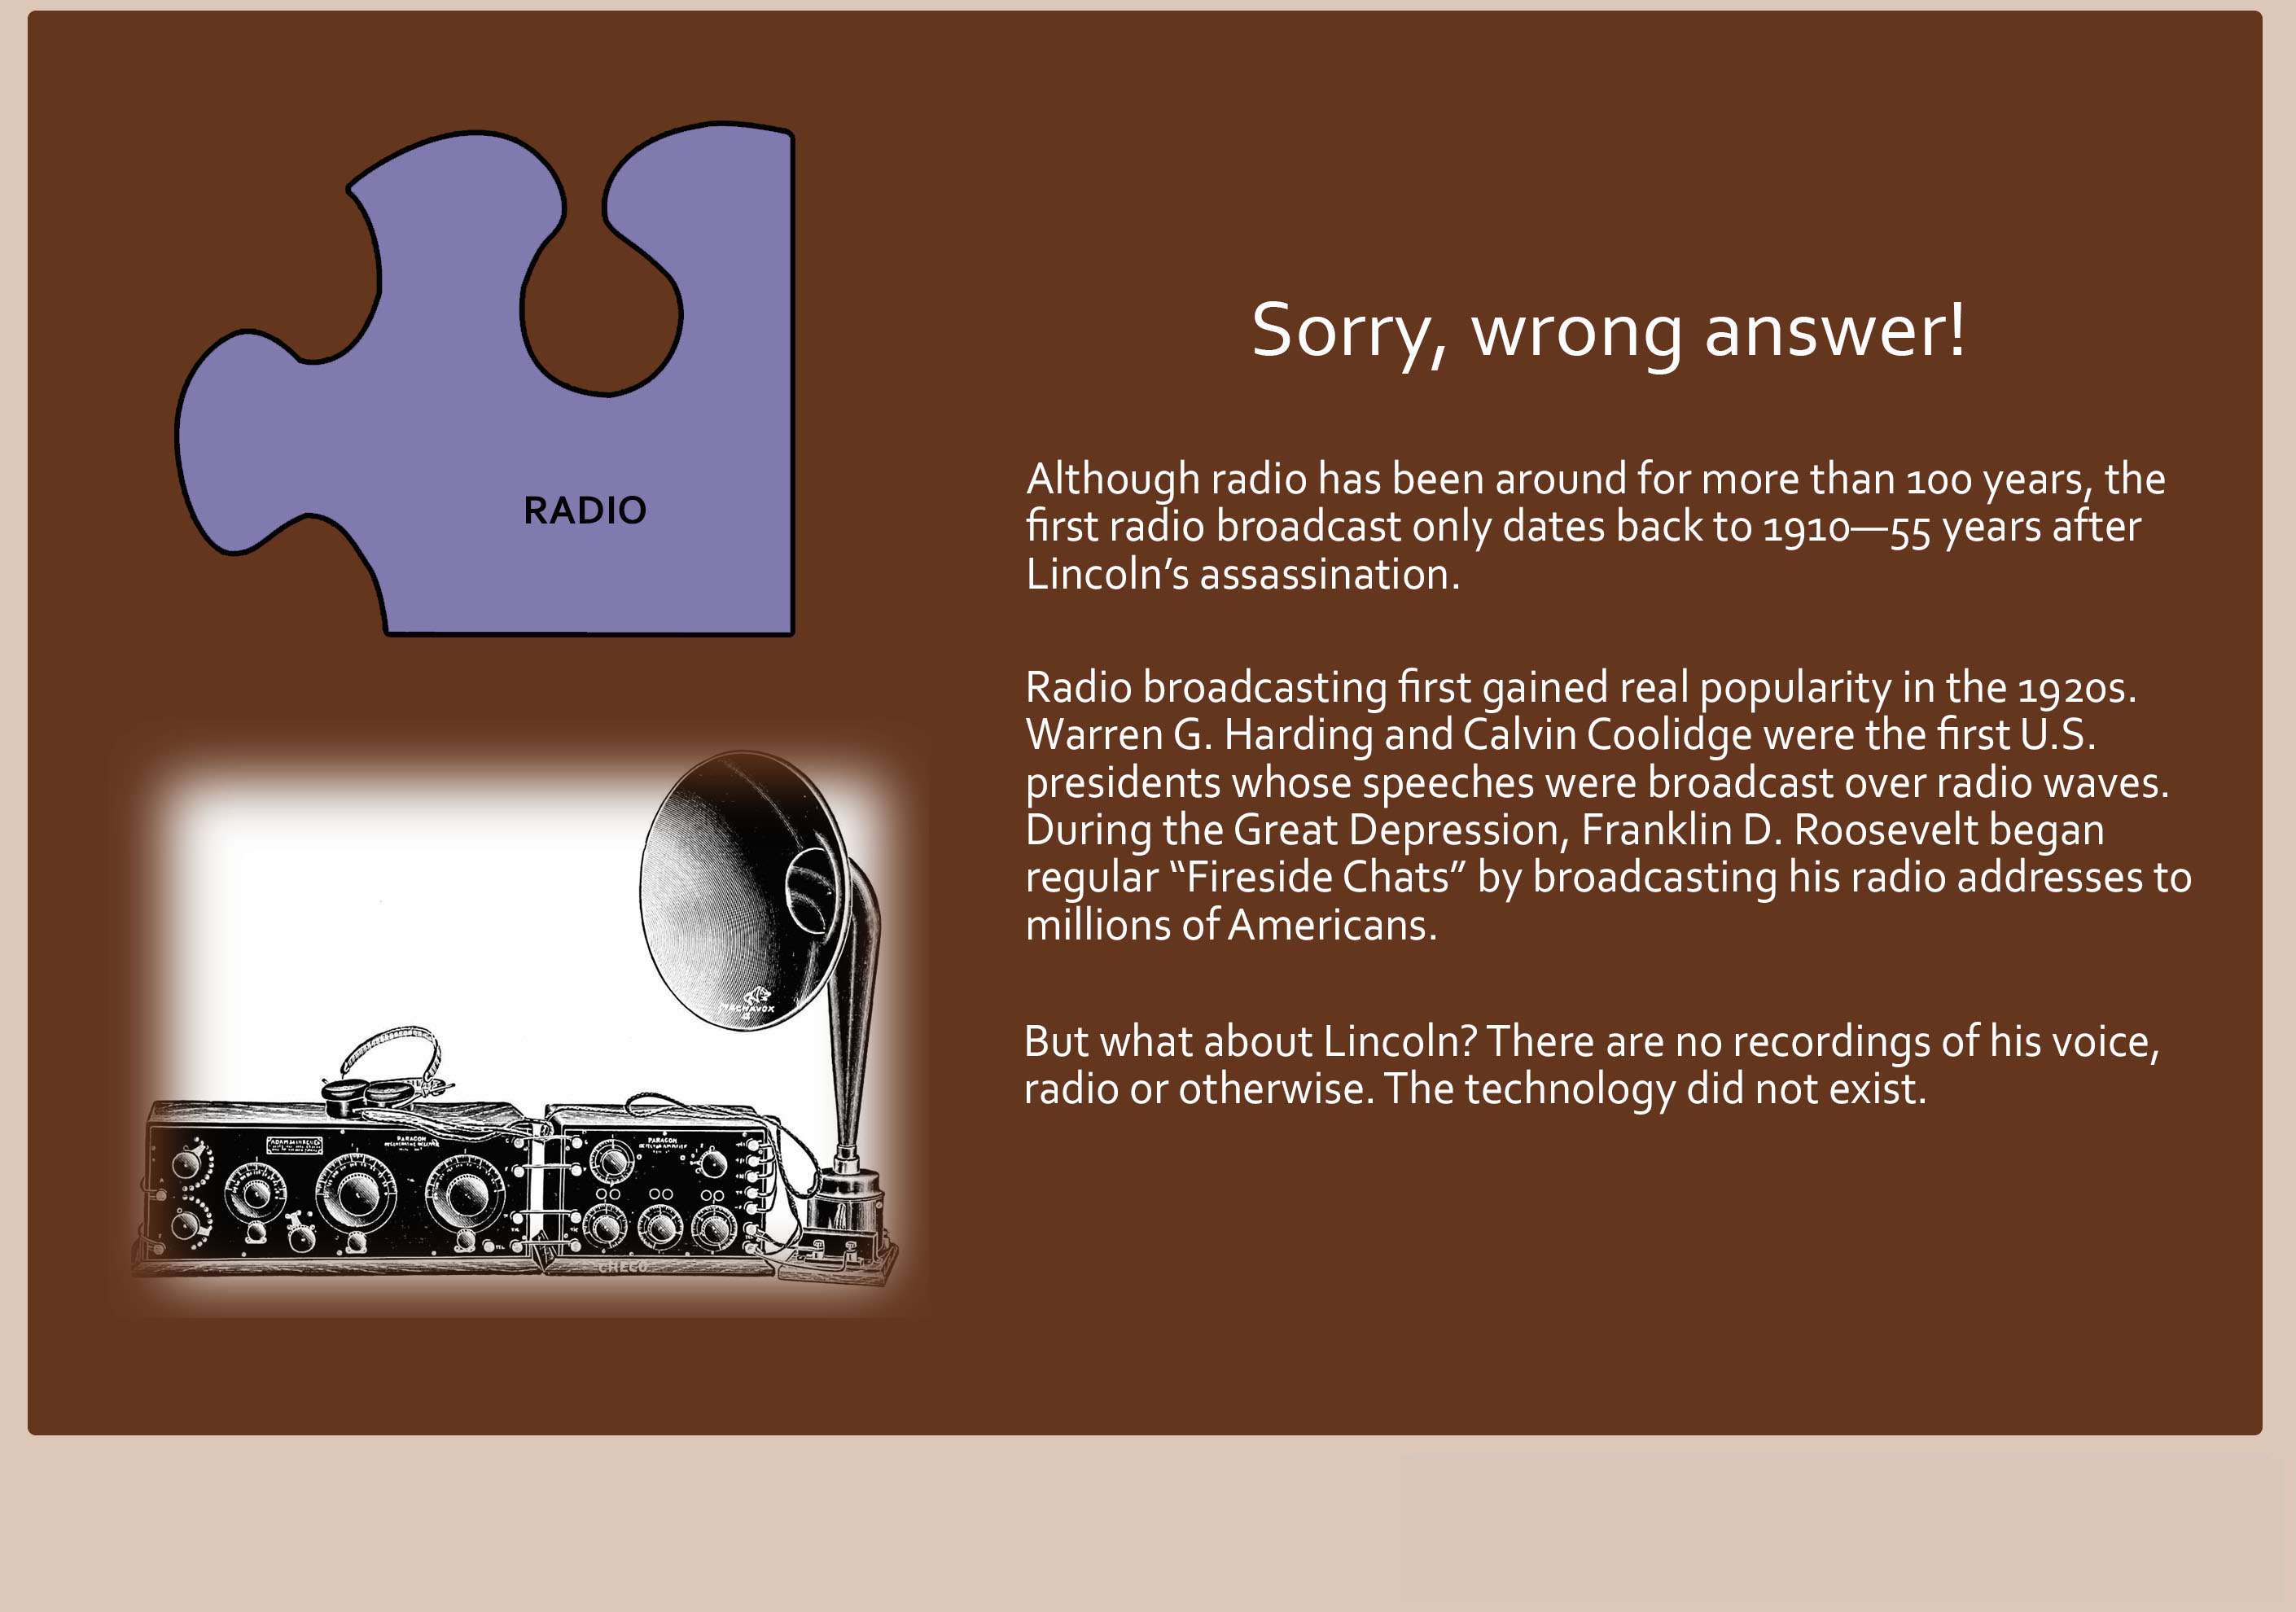 RADIO
Sorry, wrong answer!
Although radio has been around for more than 100 years, the
first radio broadcast only dates back to 1910—55 years after
Lincoln’s assassination.
Radio broadcasting first gained real popularity in the 1920s.
Warren G. Harding and Calvin Coolidge were the first U.S.
presidents whose speeches were broadcast over radio waves.
During the Great Depression, Franklin D. Roosevelt began
regular “Fireside Chats” by broadcasting his radio addresses to
millions of Americans.
But what about Lincoln? There are no recordings of his voice,
radio or otherwise. The technology did not exist.
MAGNAVOX
PARAGON
PARAGON
CHECO